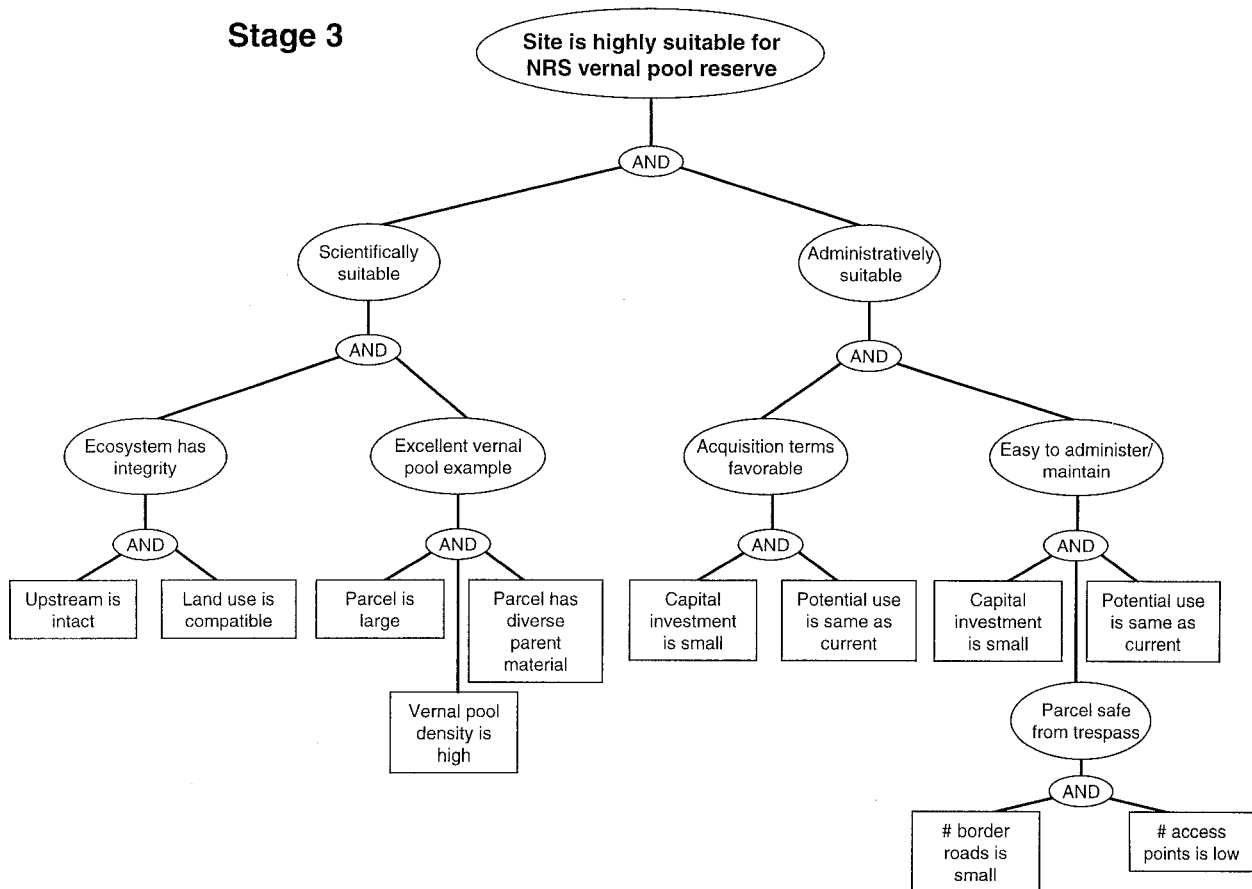 Stage 3
Site is highly suitable for
NRS vernal pool reserve
AND
Scientifically
suitable
Administratively
suitable
AND
AND
Ecosystem has
integrity
Excellent vernal
pool example
Acquisition terms
favorable
Easy to administer/
maintain
AND
AND
AND
AND
Upstream is
intact
Land use is
compatible
Parcel is
large
Parcel has
diverse
parent
material
Capital
investment
is small
Potential use
is same as
current
Capital
investment
is small
Potential use
is same as
current
Vernal pool
density is
high
Parcel safe
from trespass
AND
# border
roads is
small
# access
points is low